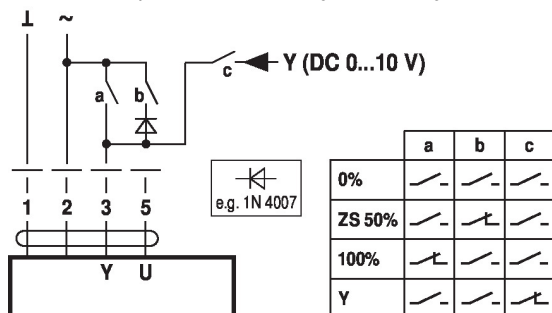 ⊥ ~
a b c Y (DC 0...10 V)
1 2 3 5
Y U
e.g. 1N 4007
a b c
0%
ZS 50%
100%
Y